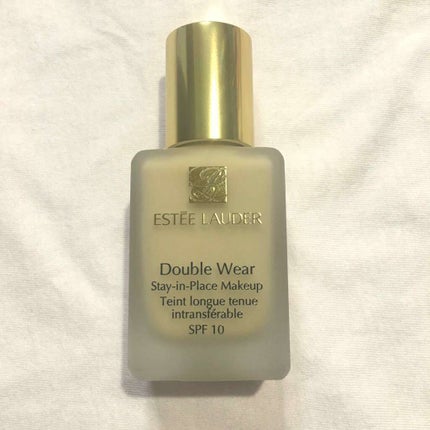 ESTĒE LAUDER
Double Wear
Stay-in-Place Makeup
Teint longue tenue
intransférable
SPF 10